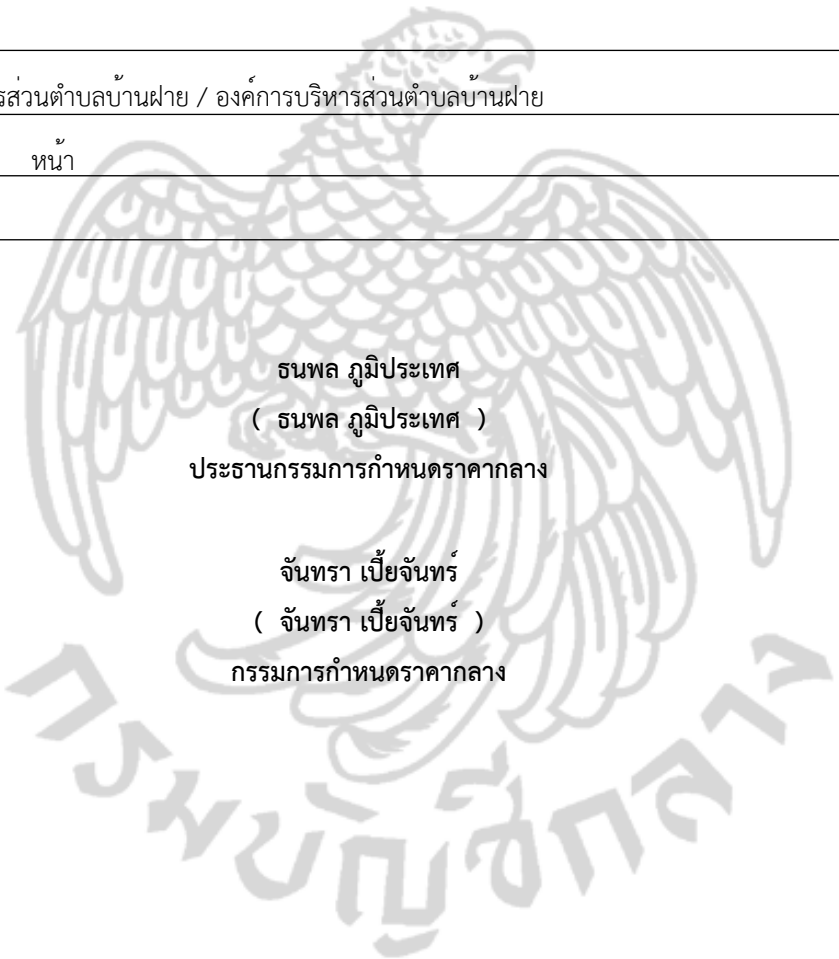 รส่วนตำบลบ้านฝาย / องค์การบริหารส่วนตำบลบ้านฝาย
หน้า
ธนพล ภูมิประเทศ
( ธนพล ภูมิประเทศ )
ประธานกรรมการกำหนดราคากลาง
จันทรา เปี้ยจันทร์
( จันทรา เปี้ยจันทร์ )
กรรมการกำหนดราคากลาง
กรมบัญชีกลาง